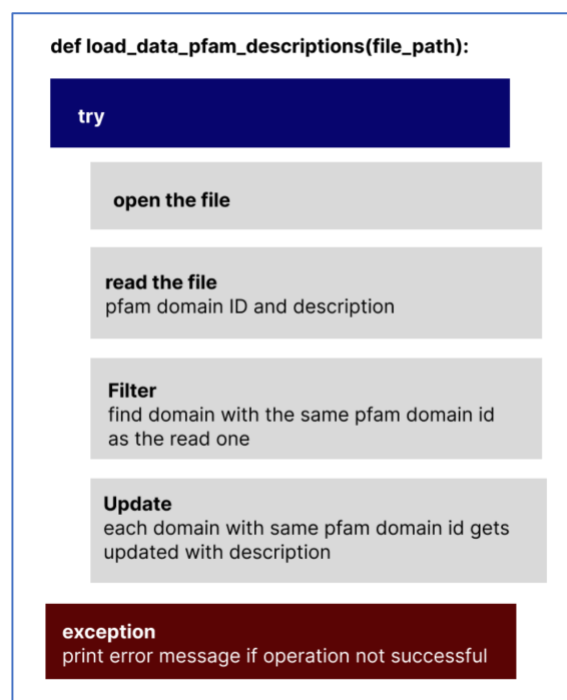 def load_data_pfam_descriptions(file_path):
try
open the file
read the file
pfam domain ID and description
Filter
find domain with the same pfam domain id
as the read one
Update
each domain with same pfam domain id gets
updated with description
exception
print error message if operation not successful